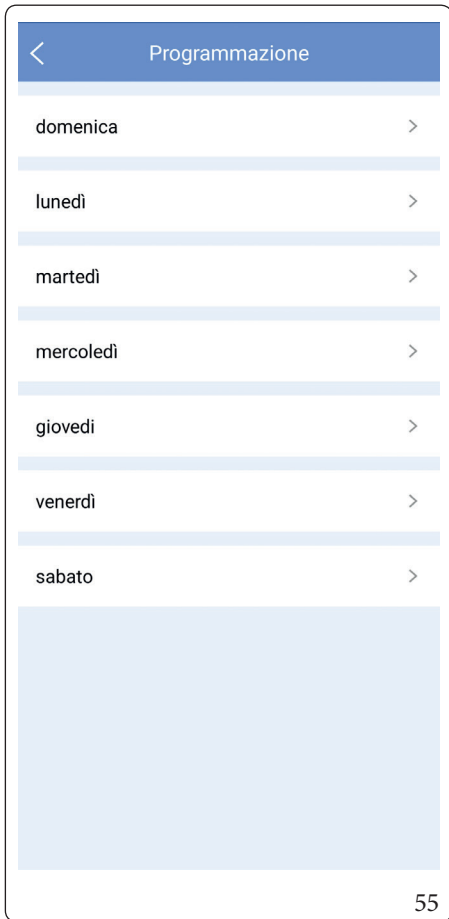 Programmazione
domenica
lunedì
martedì
mercoledì
giovedi
venerdì
sabato
55